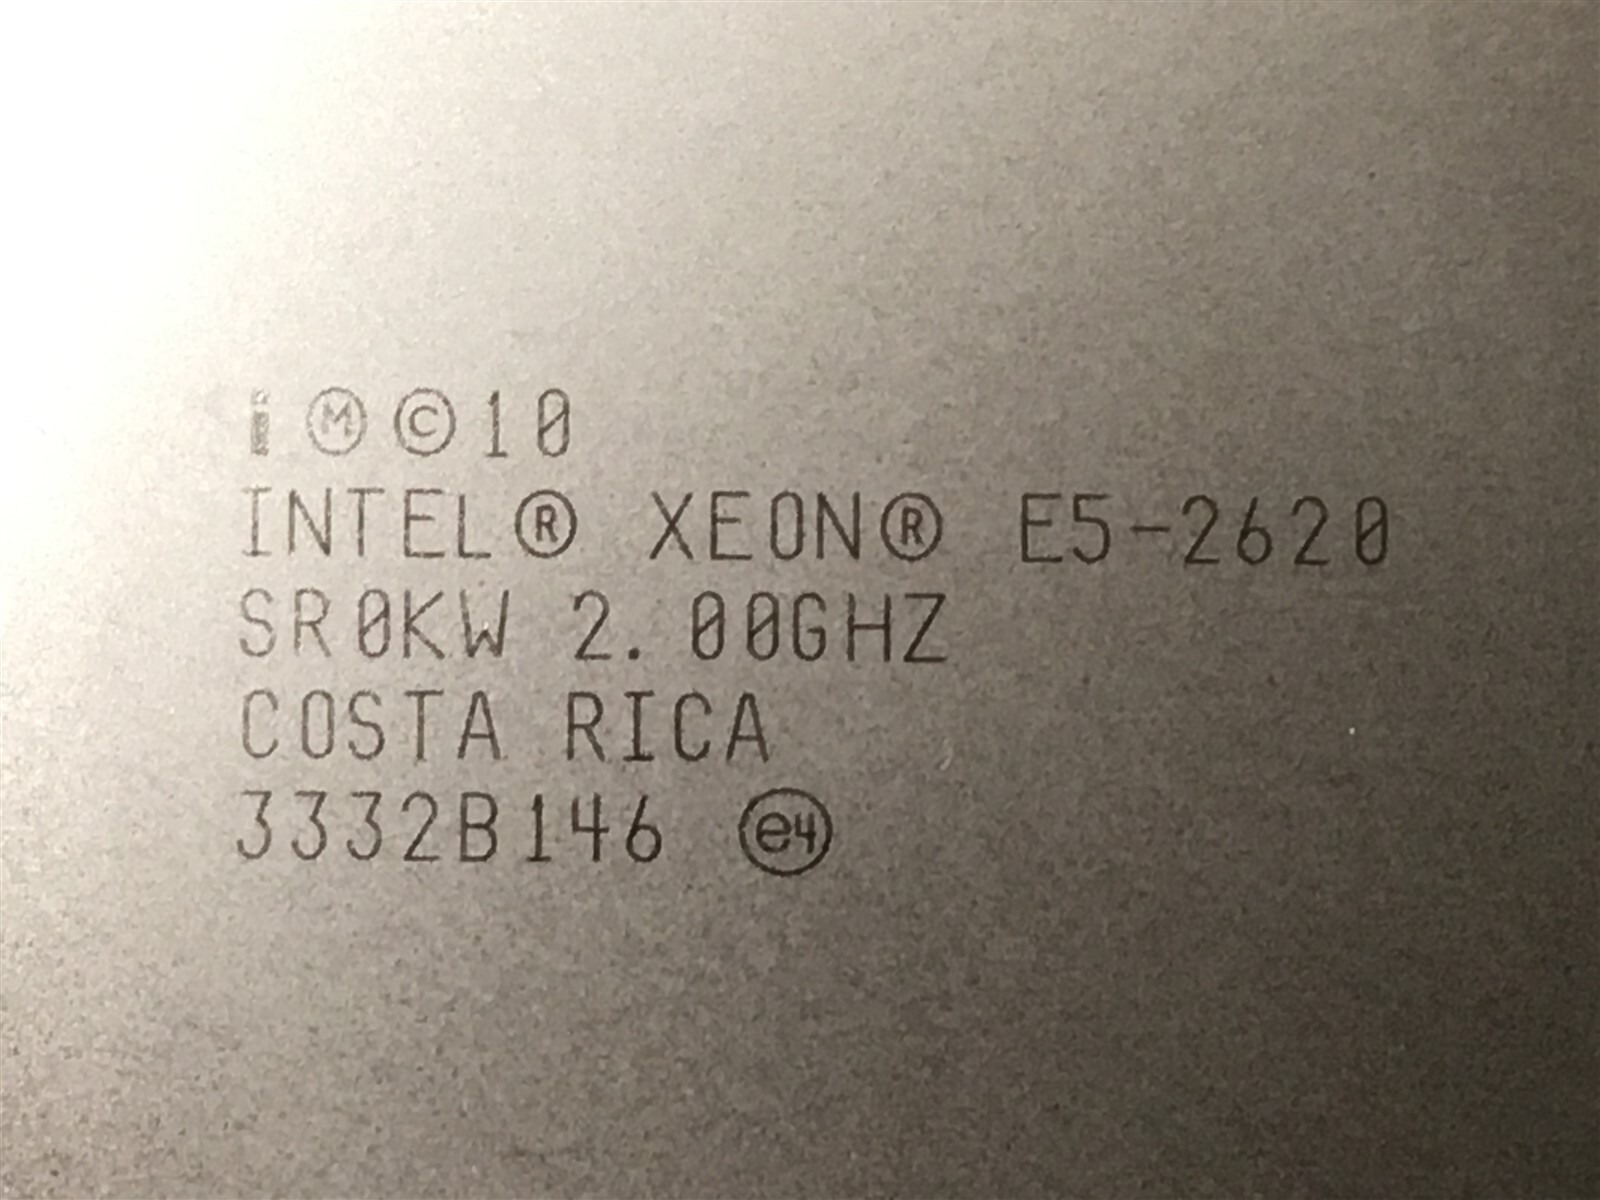 i Ⓜ © 10
INTEL® XEON® E5-2620
SR0KW 2.00GHZ
COSTA RICA
3332B146 e4